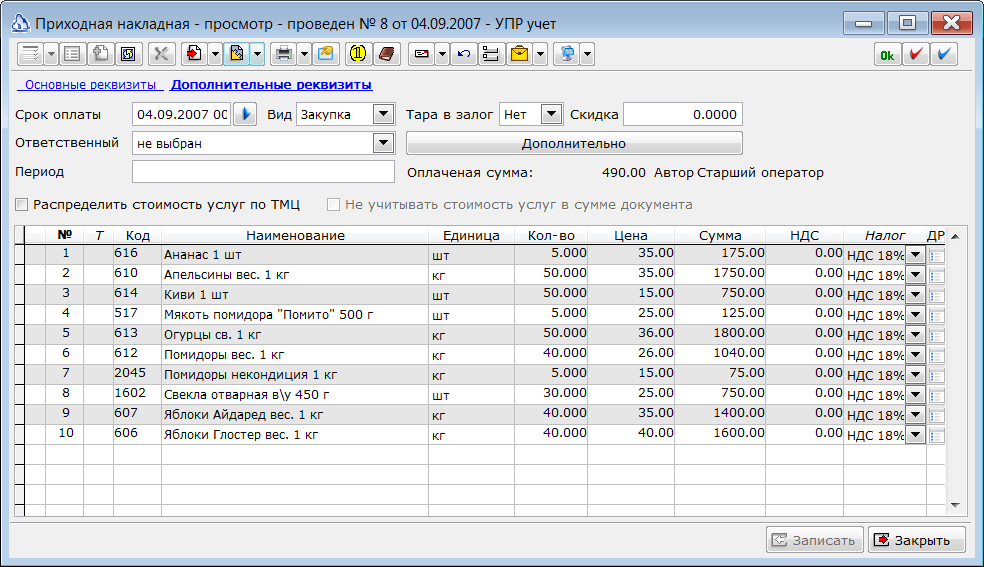 Приходная накладная - просмотр - проведен № 8 от 04.09.2007 - УПР учет
Ok
Основные реквизиты Дополнительные реквизиты
Срок оплаты 04.09.2007 00 Вид Закупка Тара в залог Нет Скидка 0.0000
Ответственный не выбран Дополнительно
Период Оплаченая сумма: 490.00 Автор Старший оператор
Распределить стоимость услуг по ТМЦ Не учитывать стоимость услуг в сумме документа
№ Т Код Наименование Единица Кол-во Цена Сумма НДС Налог ДР
1 616 Ананас 1 шт шт 5.000 35.00 175.00 0.00 НДС 18%
2 610 Апельсины вес. 1 кг кг 50.000 35.00 1750.00 0.00 НДС 18%
3 614 Киви 1 шт шт 50.000 15.00 750.00 0.00 НДС 18%
4 517 Мякоть помидора "Помито" 500 г шт 5.000 25.00 125.00 0.00 НДС 18%
5 613 Огурцы св. 1 кг кг 50.000 36.00 1800.00 0.00 НДС 18%
6 612 Помидоры вес. 1 кг кг 40.000 26.00 1040.00 0.00 НДС 18%
7 2045 Помидоры некондиция 1 кг кг 5.000 15.00 75.00 0.00 НДС 18%
8 1602 Свекла отварная в\у 450 г шт 30.000 25.00 750.00 0.00 НДС 18%
9 607 Яблоки Айдаред вес. 1 кг кг 40.000 35.00 1400.00 0.00 НДС 18%
10 606 Яблоки Глостер вес. 1 кг кг 40.000 40.00 1600.00 0.00 НДС 18%
Записать Закрыть